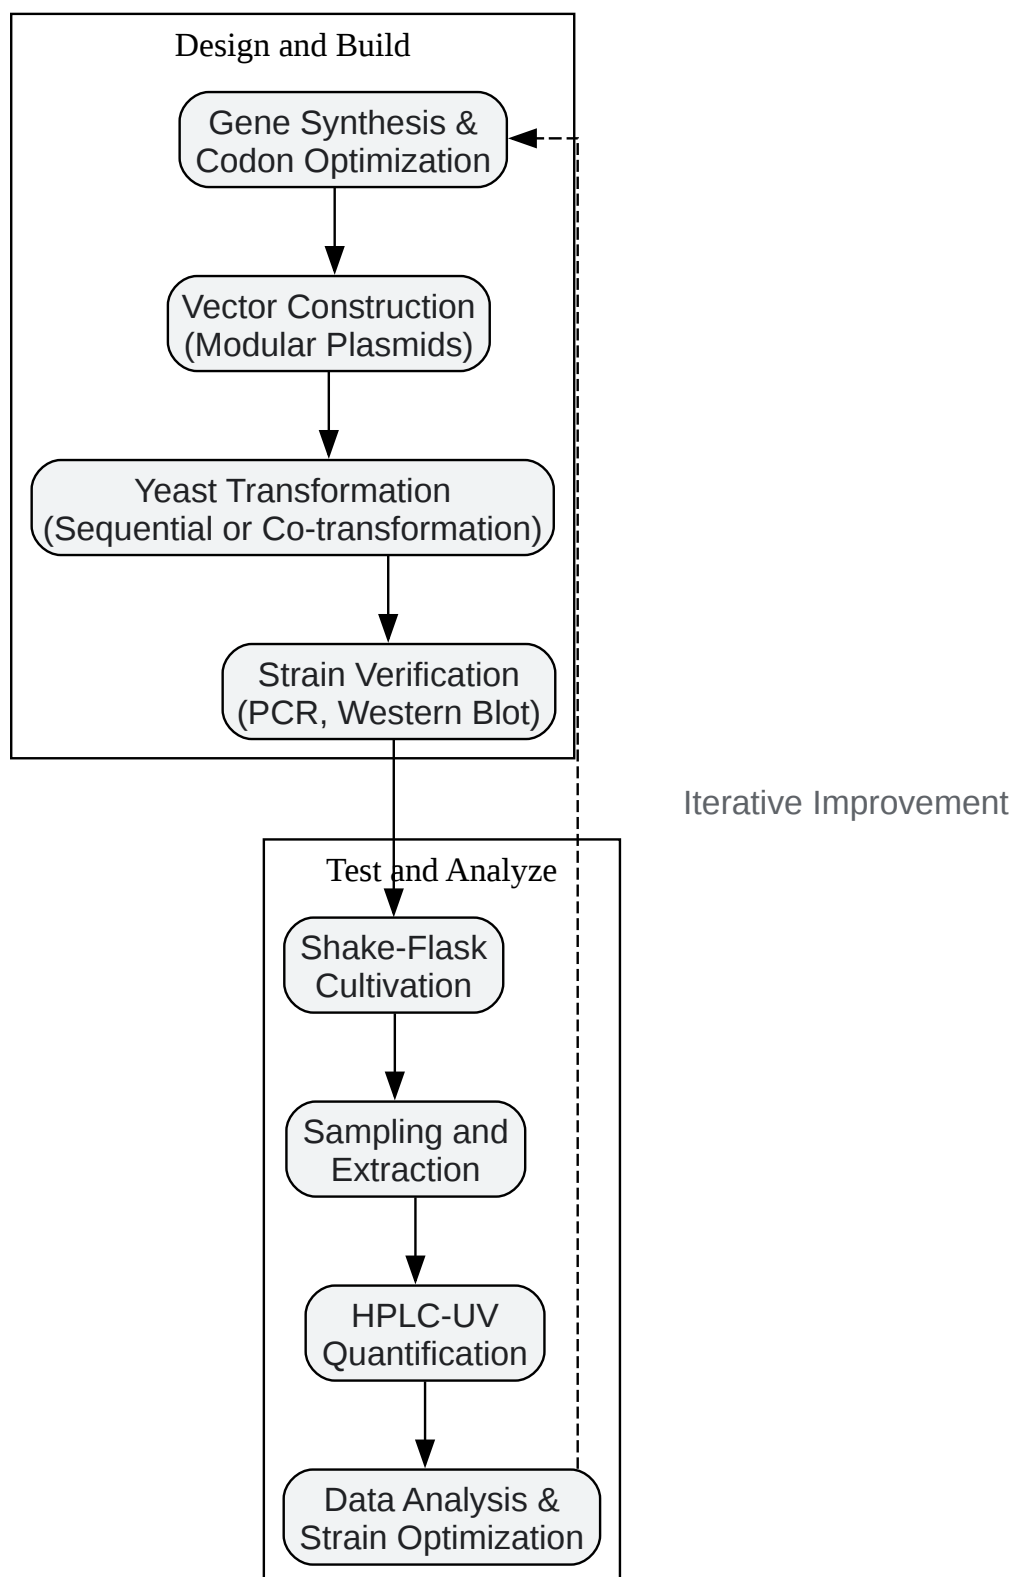 Design and Build
Gene Synthesis &
Codon Optimization
Vector Construction
(Modular Plasmids)
Yeast Transformation
(Sequential or Co-transformation)
Strain Verification
(PCR, Western Blot)
Iterative Improvement
Test and Analyze
Shake-Flask
Cultivation
Sampling and
Extraction
HPLC-UV
Quantification
Data Analysis &
Strain Optimization